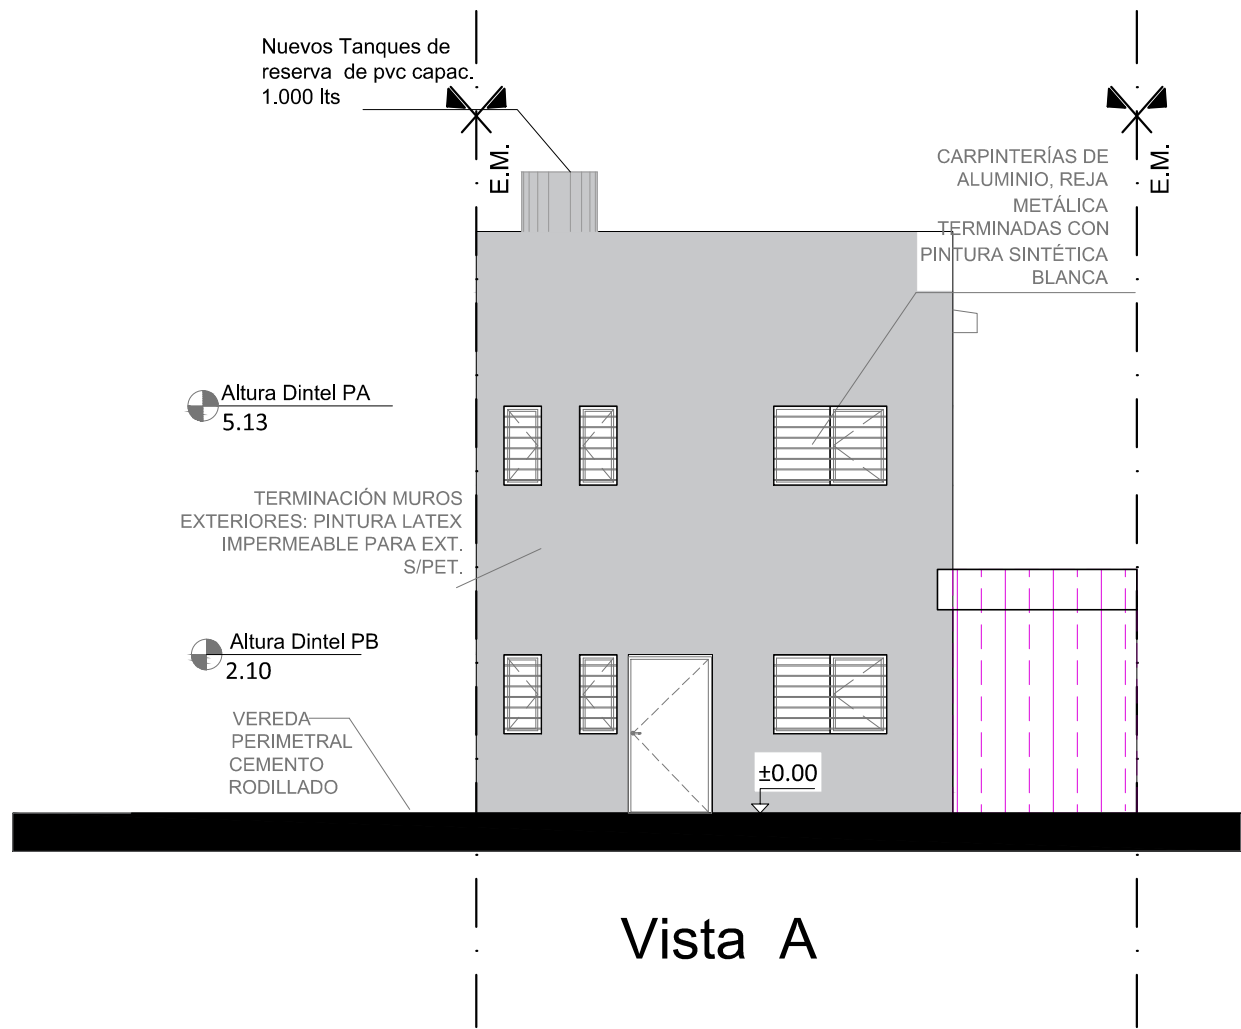 Nuevos Tanques de
reserva de pvc capac.
1.000 lts
E.M.
E.M.
CARPINTERÍAS DE
ALUMINIO, REJA
METÁLICA
TERMINADAS CON
PINTURA SINTÉTICA
BLANCA
Altura Dintel PA
5.13
TERMINACIÓN MUROS
EXTERIORES: PINTURA LATEX
IMPERMEABLE PARA EXT.
S/PET.
Altura Dintel PB
2.10
VEREDA
PERIMETRAL
CEMENTO
RODILLADO
±0.00
Vista A